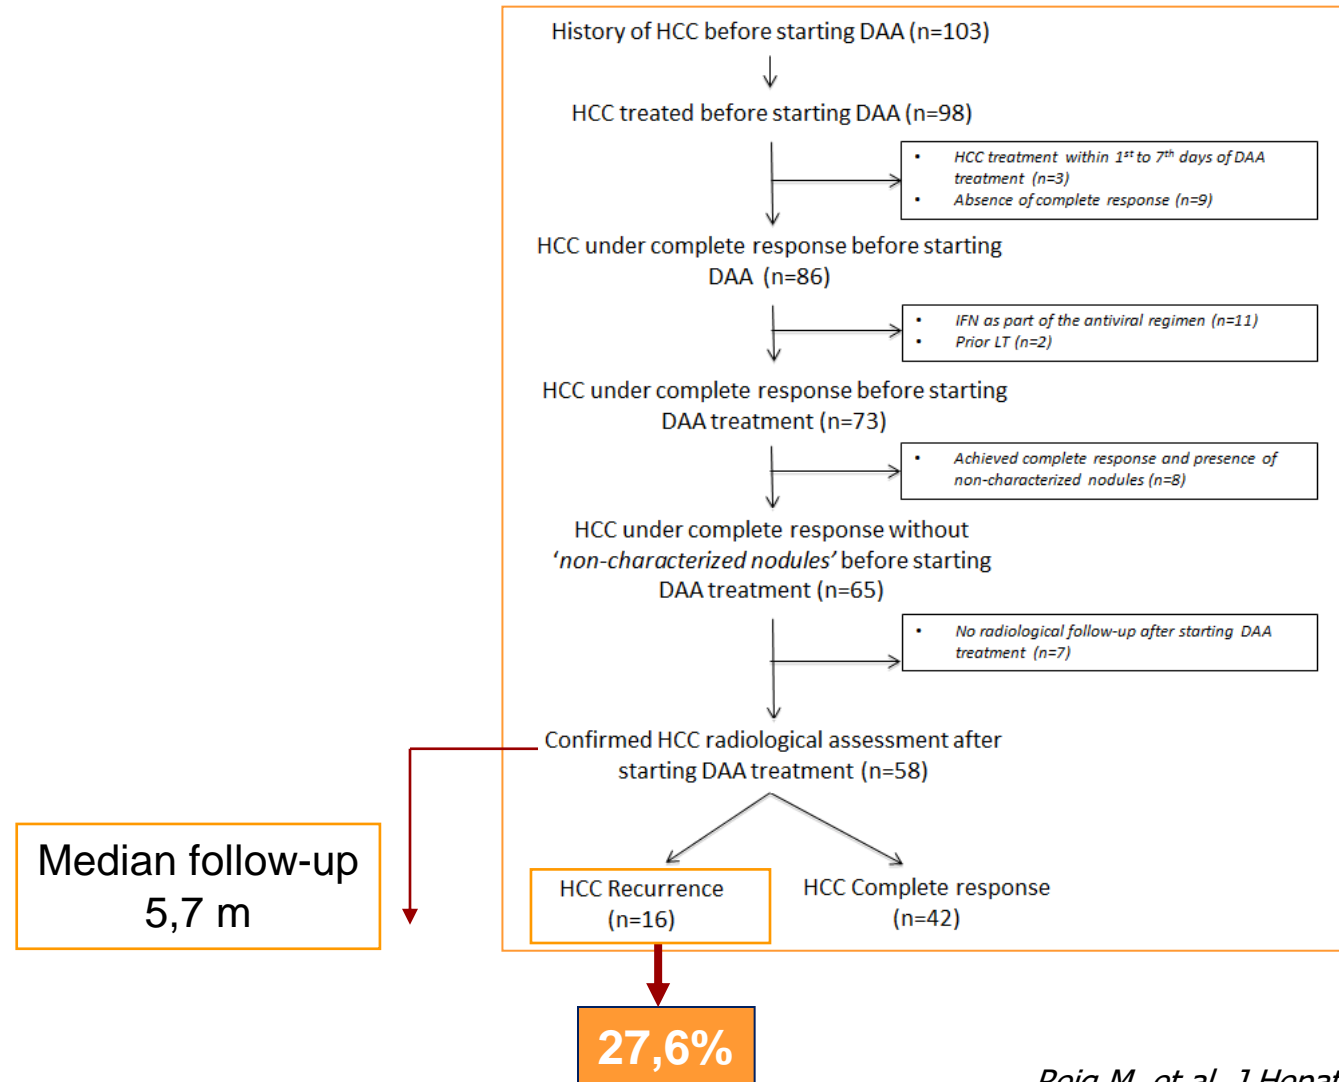 History of HCC before starting DAA (n=103)
HCC treated before starting DAA (n=98)
• HCC treatment within 1st to 7th days of DAA
treatment (n=3)
• Absence of complete response (n=9)
HCC under complete response before starting
DAA (n=86)
• IFN as part of the antiviral regimen (n=11)
• Prior LT (n=2)
HCC under complete response before starting
DAA treatment (n=73)
• Achieved complete response and presence of
non-characterized nodules (n=8)
HCC under complete response without
‘non-characterized nodules’ before starting
DAA treatment (n=65)
• No radiological follow-up after starting DAA
treatment (n=7)
Confirmed HCC radiological assessment after
starting DAA treatment (n=58)
Median follow-up
5,7 m
HCC Recurrence
(n=16)
HCC Complete response
(n=42)
27,6%
Reig M, et al. J Hepat